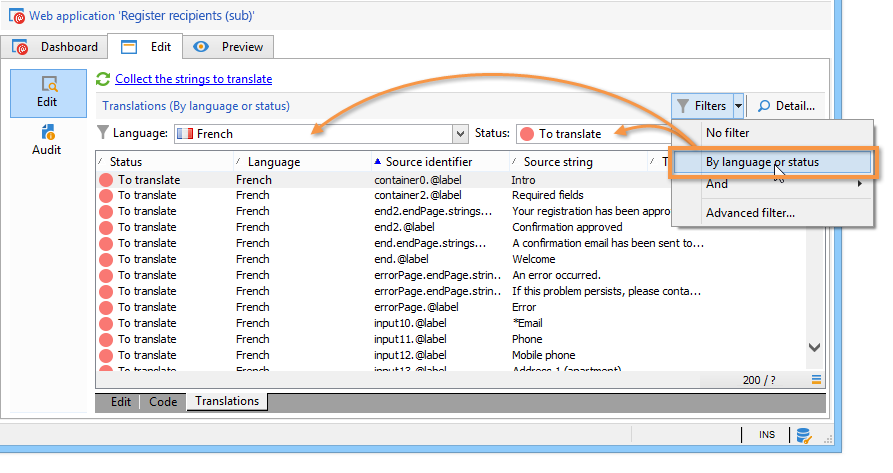 Web application 'Register recipients (sub)'
Dashboard Edit Preview
Edit
Audit
Collect the strings to translate
Translations (By language or status) Filters Detail...
Language: French Status: To translate
No filter
By language or status
And
Advanced filter...
Status Language Source identifier Source string T
To translate French container0.@label Intro
To translate French container2.@label Required fields
To translate French end2.endPage.strings... Your registration has been appro
To translate French end2.@label Confirmation approved
To translate French end.endPage.strings... A confirmation email has been sent to...
To translate French end.@label Welcome
To translate French errorPage.endPage.strin... An error occurred.
To translate French errorPage.endPage.strin... If this problem persists, please conta...
To translate French errorPage.@label Error
To translate French input10.@label *Email
To translate French input11.@label Phone
To translate French input12.@label Mobile phone
To translate French input13.@label Address 1 (apartment)
200 / ?
Edit Code Translations
INS